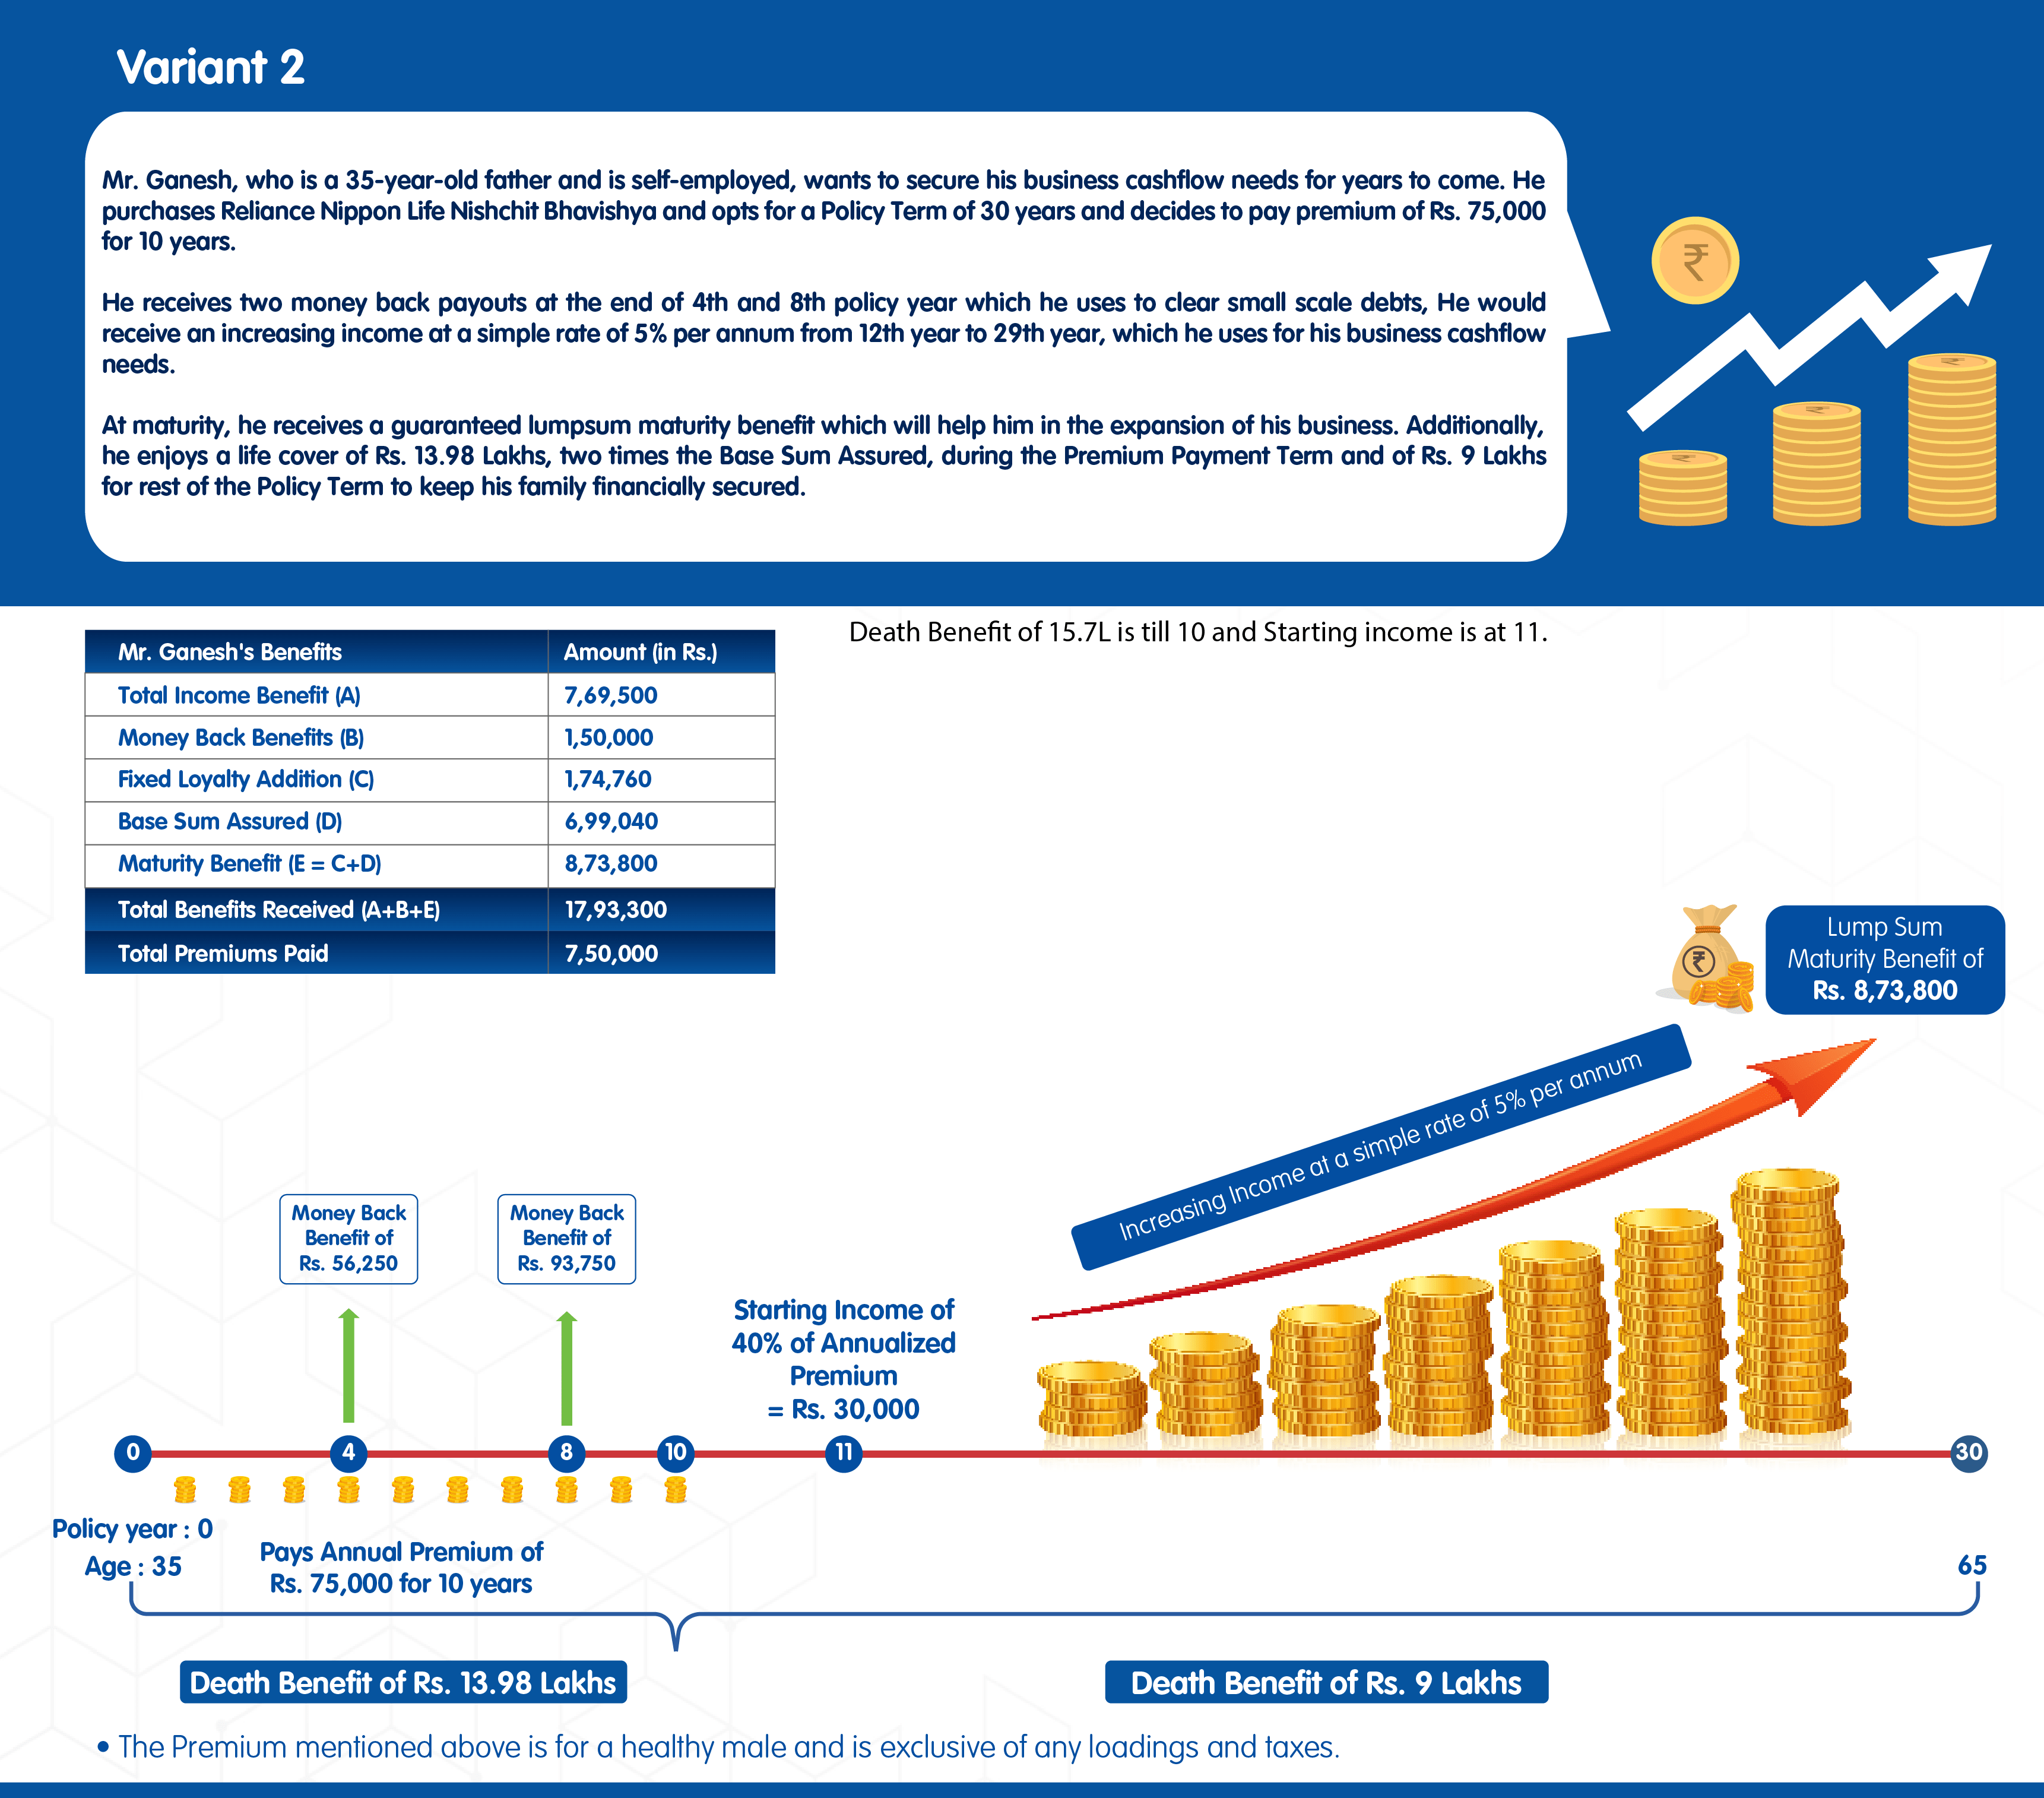 Variant 2
Mr. Ganesh, who is a 35-year-old father and is self-employed, wants to secure his business cashflow needs for years to come. He
purchases Reliance Nippon Life Nishchit Bhavishya and opts for a Policy Term of 30 years and decides to pay premium of Rs. 75,000
for 10 years.
He receives two money back payouts at the end of 4th and 8th policy year which he uses to clear small scale debts, He would
receive an increasing income at a simple rate of 5% per annum from 12th year to 29th year, which he uses for his business cashflow
needs.
At maturity, he receives a guaranteed lumpsum maturity benefit which will help him in the expansion of his business. Additionally,
he enjoys a life cover of Rs. 13.98 Lakhs, two times the Base Sum Assured, during the Premium Payment Term and of Rs. 9 Lakhs
for rest of the Policy Term to keep his family financially secured.
₹
₹
₹
₹
Death Benefit of 15.7L is till 10 and Starting income is at 11.
Mr. Ganesh's Benefits Amount (in Rs.)
Total Income Benefit (A) 7,69,500
Money Back Benefits (B) 1,50,000
Fixed Loyalty Addition (C) 1,74,760
Base Sum Assured (D) 6,99,040
Maturity Benefit (E = C+D) 8,73,800
Total Benefits Received (A+B+E) 17,93,300
Total Premiums Paid 7,50,000
₹
Lump Sum
Maturity Benefit of
Rs. 8,73,800
Increasing Income at a simple rate of 5% per annum
Money Back
Benefit of
Rs. 56,250
Money Back
Benefit of
Rs. 93,750
Starting Income of
40% of Annualized
Premium
= Rs. 30,000
0 4 8 10 11 30
Policy year : 0
Age : 35
Pays Annual Premium of
Rs. 75,000 for 10 years
65
Death Benefit of Rs. 13.98 Lakhs
Death Benefit of Rs. 9 Lakhs
• The Premium mentioned above is for a healthy male and is exclusive of any loadings and taxes.